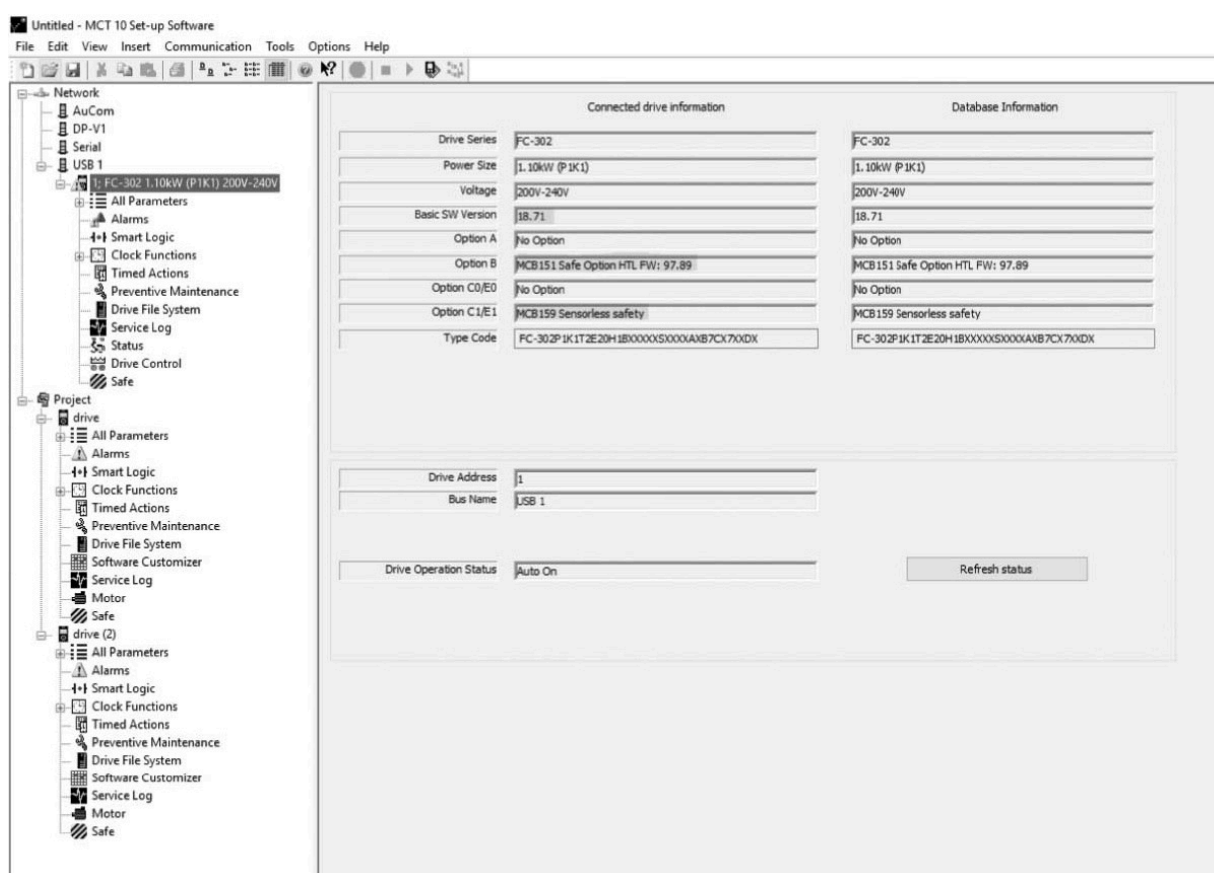 Untitled - MCT 10 Set-up Software
File Edit View Insert Communication Tools Options Help
Network
AuCom
DP-V1
Serial
USB 1
1; FC-302 1.10kW (P1K1) 200V-240V
All Parameters
Alarms
Smart Logic
Clock Functions
Timed Actions
Preventive Maintenance
Drive File System
Service Log
Status
Drive Control
Safe
Project
drive
All Parameters
Alarms
Smart Logic
Clock Functions
Timed Actions
Preventive Maintenance
Drive File System
Software Customizer
Service Log
Motor
Safe
drive (2)
All Parameters
Alarms
Smart Logic
Clock Functions
Timed Actions
Preventive Maintenance
Drive File System
Software Customizer
Service Log
Motor
Safe
Connected drive information Database Information
Drive Series FC-302 FC-302
Power Size 1.10kW (P1K1) 1.10kW (P1K1)
Voltage 200V-240V 200V-240V
Basic SW Version 18.71 18.71
Option A No Option No Option
Option B MCB151 Safe Option HTL FW: 97.89 MCB151 Safe Option HTL FW: 97.89
Option C0/E0 No Option No Option
Option C1/E1 MCB159 Sensorless safety MCB159 Sensorless safety
Type Code FC-302P1K1T2E20H1BXXXXXSXXXXAXB7CX7XXDX FC-302P1K1T2E20H1BXXXXXSXXXXAXB7CX7XXDX
Drive Address 1
Bus Name USB 1
Drive Operation Status Auto On Refresh status